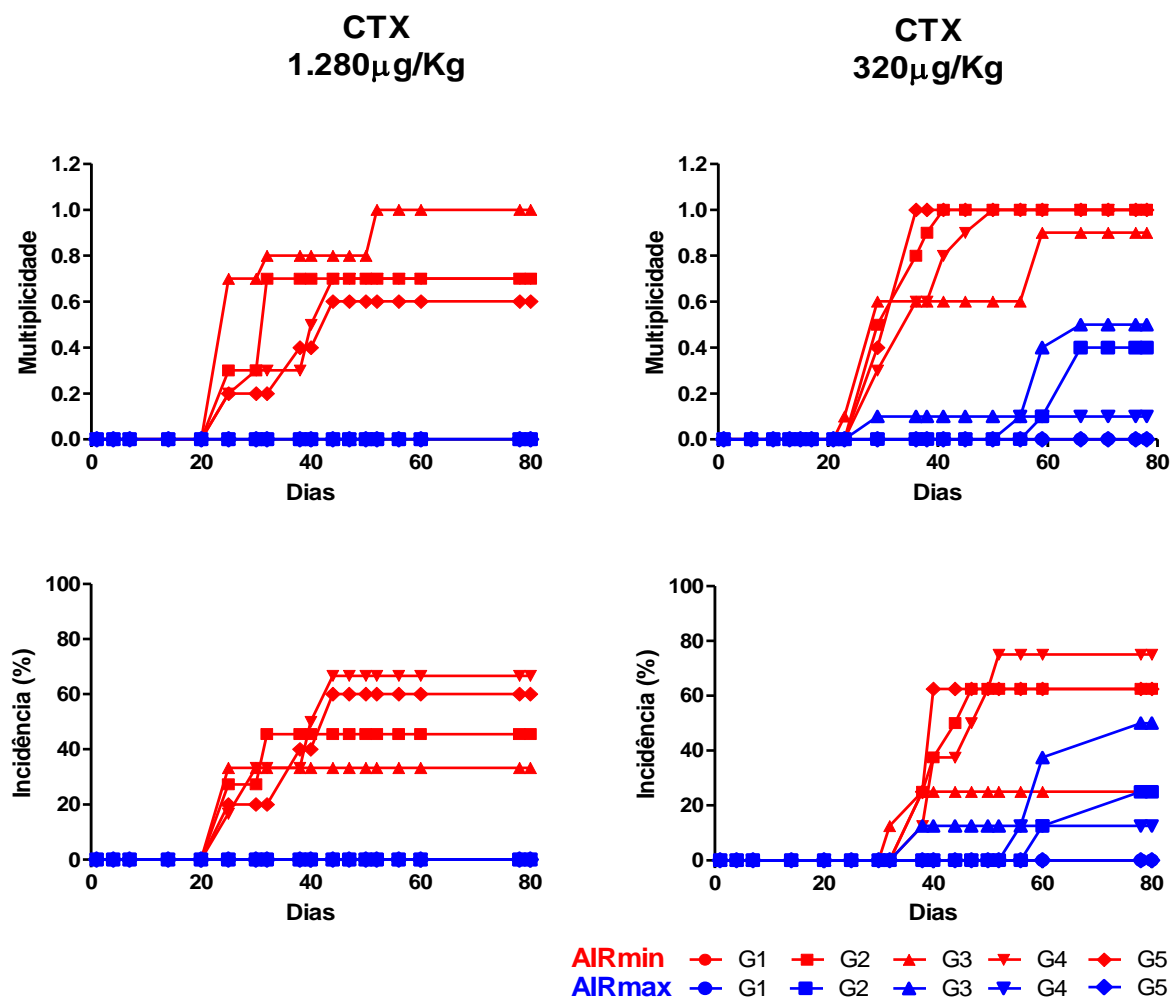 CTX
1.280μg/Kg
CTX
320μg/Kg
Multiplicidade
1.2
1.0
0.8
0.6
0.4
0.2
0.0
0 20 40 60 80
Dias
Multiplicidade
1.2
1.0
0.8
0.6
0.4
0.2
0.0
0 20 40 60 80
Dias
Incidência (%)
100
80
60
40
20
0
0 20 40 60 80
Dias
Incidência (%)
100
80
60
40
20
0
0 20 40 60 80
Dias
AIRmin G1 G2 G3 G4 G5
AIRmax G1 G2 G3 G4 G5